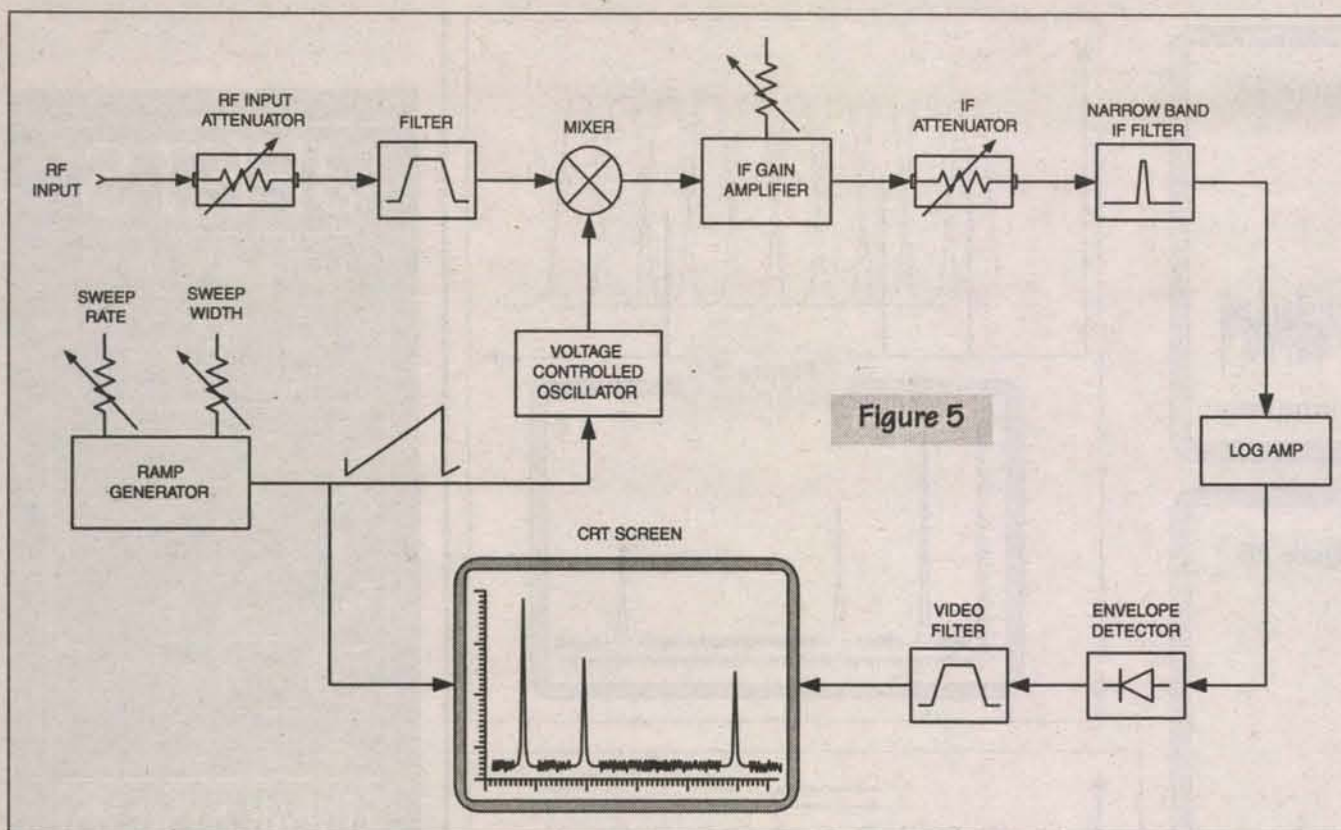 RF INPUT
ATTENUATOR
FILTER
MIXER
IF
ATTENUATOR
NARROW BAND
IF FILTER
RF
INPUT
IF GAIN
AMPLIFIER
SWEEP
RATE
SWEEP
WIDTH
VOLTAGE
CONTROLLED
OSCILLATOR
Figure 5
LOG AMP
RAMP
GENERATOR
CRT SCREEN
VIDEO
FILTER
ENVELOPE
DETECTOR